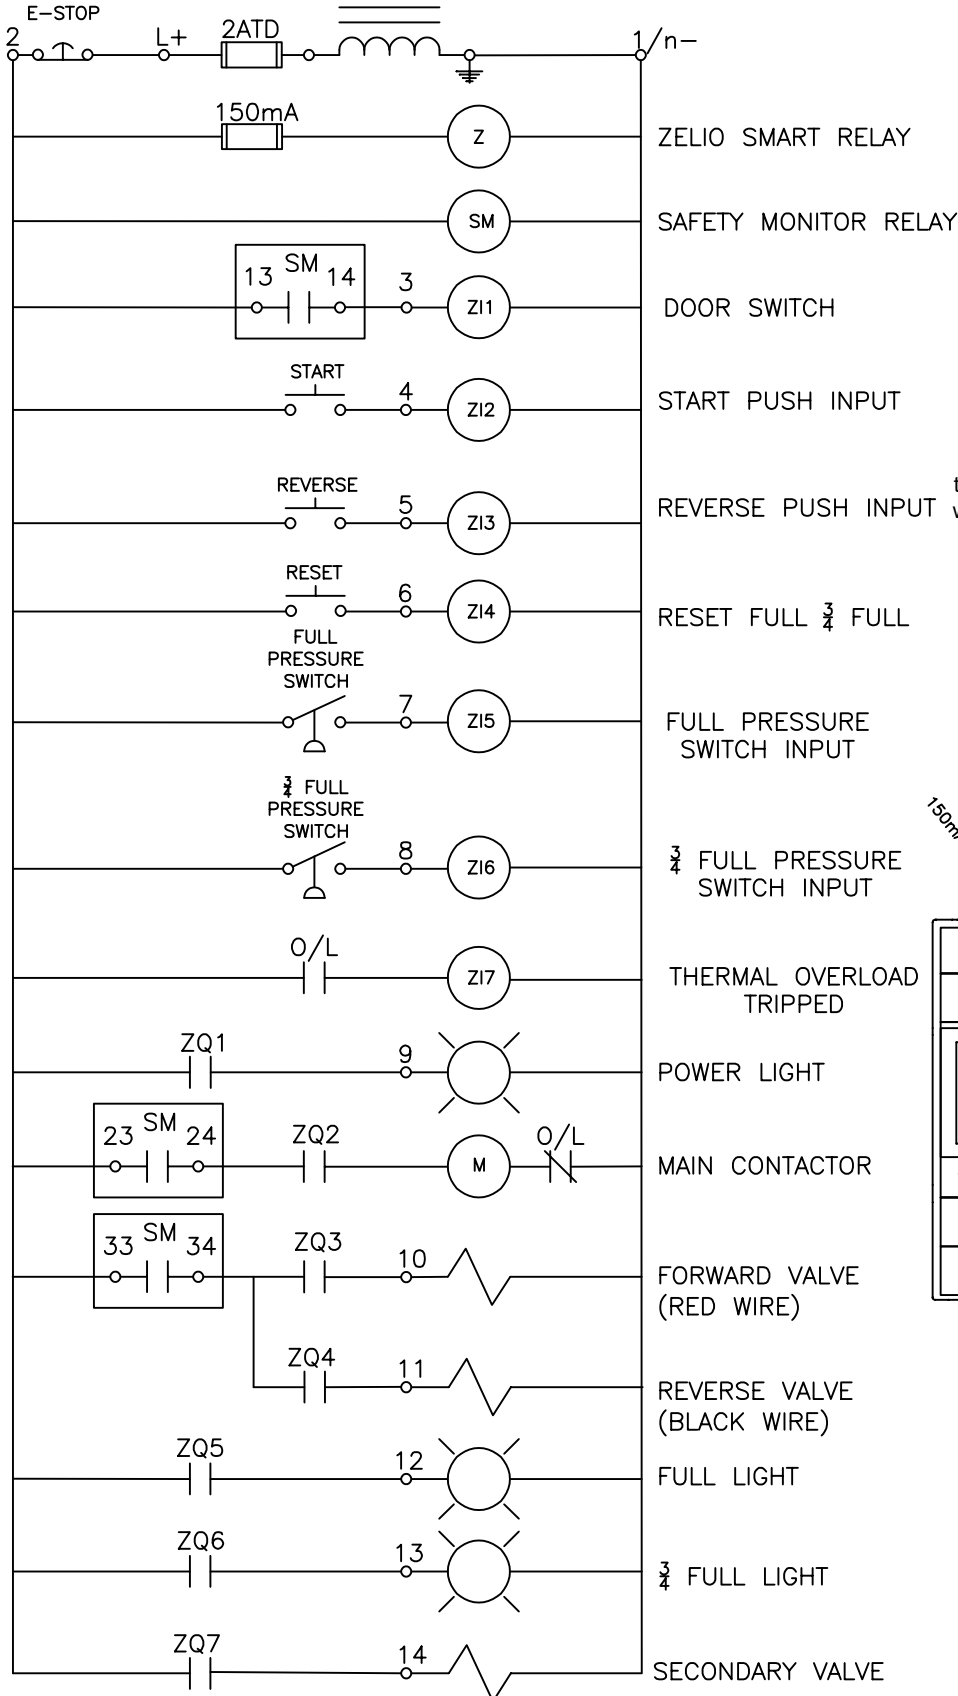 E-STOP
2 L+ 2ATD 1/n-
150mA
Z ZELIO SMART RELAY
SM SAFETY MONITOR RELAY
SM
13 14 3
ZI1 DOOR SWITCH
START
4 ZI2 START PUSH INPUT
REVERSE
5 ZI3 REVERSE PUSH INPUT
RESET
6 ZI4 RESET FULL 3/4 FULL
FULL
PRESSURE
SWITCH
7 ZI5 FULL PRESSURE
SWITCH INPUT
3/4 FULL
PRESSURE
SWITCH
8 ZI6 3/4 FULL PRESSURE
SWITCH INPUT
150m
O/L
ZI7 THERMAL OVERLOAD
TRIPPED
ZQ1 9 POWER LIGHT
SM
23 24 ZQ2 M O/L MAIN CONTACTOR
SM
33 34 ZQ3 10 FORWARD VALVE
(RED WIRE)
ZQ4 11 REVERSE VALVE
(BLACK WIRE)
ZQ5 12 FULL LIGHT
ZQ6 13 3/4 FULL LIGHT
ZQ7 14 SECONDARY VALVE